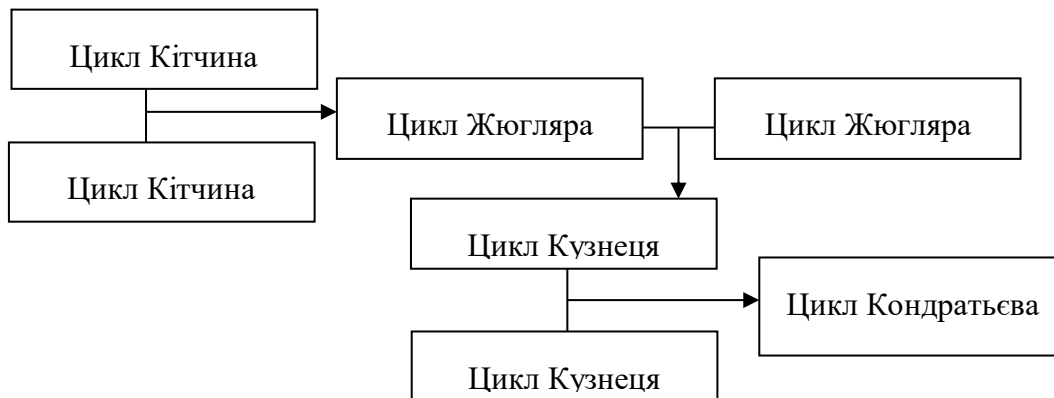 Цикл Кітчина
Цикл Жюгляра
Цикл Жюгляра
Цикл Кітчина
Цикл Кузнеця
Цикл Кондратьєва
Цикл Кузнеця